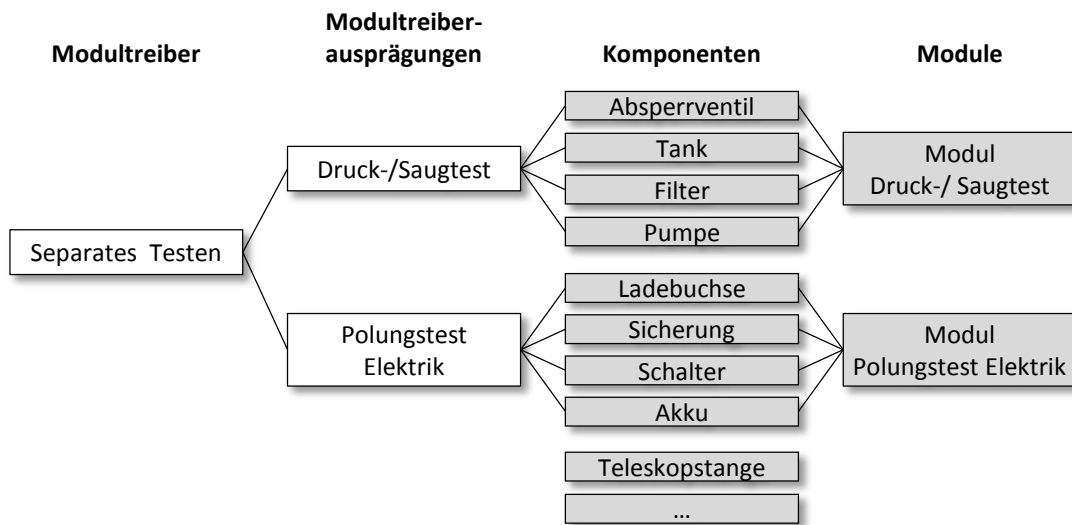 Modultreiber
Modultreiber-
ausprägungen
Komponenten
Module
Separates Testen
Druck-/Saugtest
Polungstest
Elektrik
Absperrventil
Tank
Filter
Pumpe
Ladebuchse
Sicherung
Schalter
Akku
Teleskopstange
...
Modul
Druck-/ Saugtest
Modul
Polungstest Elektrik